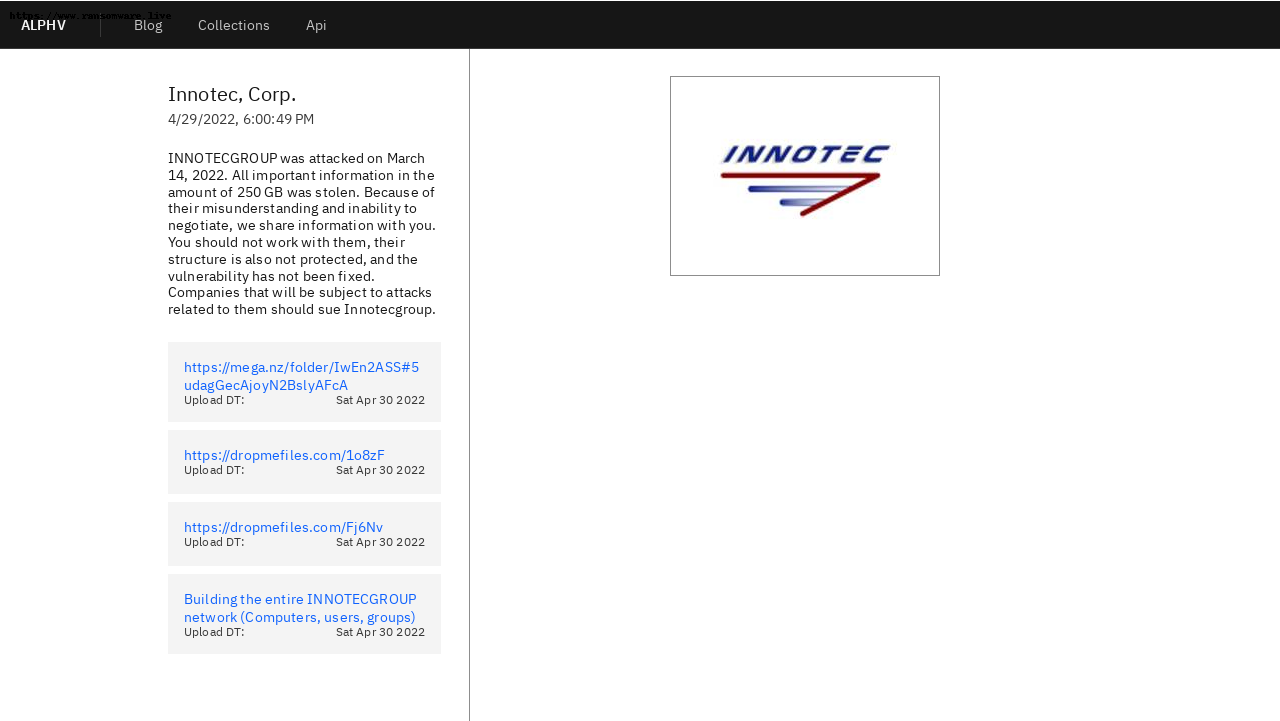 https://www.ransomware.live
ALPHV
Blog
Collections
Api
Innotec, Corp.
4/29/2022, 6:00:49 PM
INNOTECGROUP was attacked on March
14, 2022. All important information in the
amount of 250 GB was stolen. Because of
their misunderstanding and inability to
negotiate, we share information with you.
You should not work with them, their
structure is also not protected, and the
vulnerability has not been fixed.
Companies that will be subject to attacks
related to them should sue Innotecgroup.
https://mega.nz/folder/IwEn2ASS#5
udagGecAjoyN2BslyAFcA
Upload DT: Sat Apr 30 2022
https://dropmefiles.com/1o8zF
Upload DT: Sat Apr 30 2022
https://dropmefiles.com/Fj6Nv
Upload DT: Sat Apr 30 2022
Building the entire INNOTECGROUP
network (Computers, users, groups)
Upload DT: Sat Apr 30 2022
INNOTEC